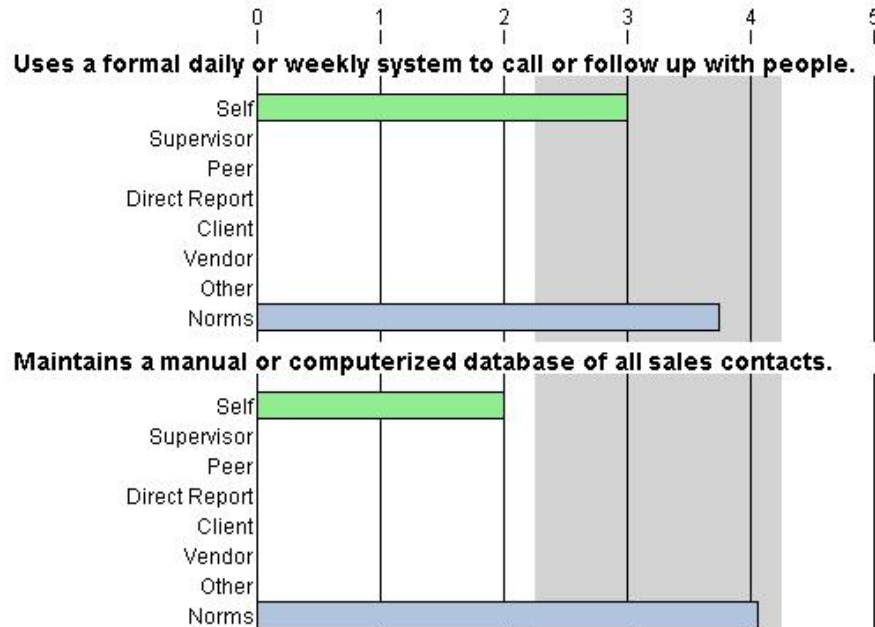 0 1 2 3 4 5
Uses a formal daily or weekly system to call or follow up with people.
Self
Supervisor
Peer
Direct Report
Client
Vendor
Other
Norms
Maintains a manual or computerized database of all sales contacts.
Self
Supervisor
Peer
Direct Report
Client
Vendor
Other
Norms